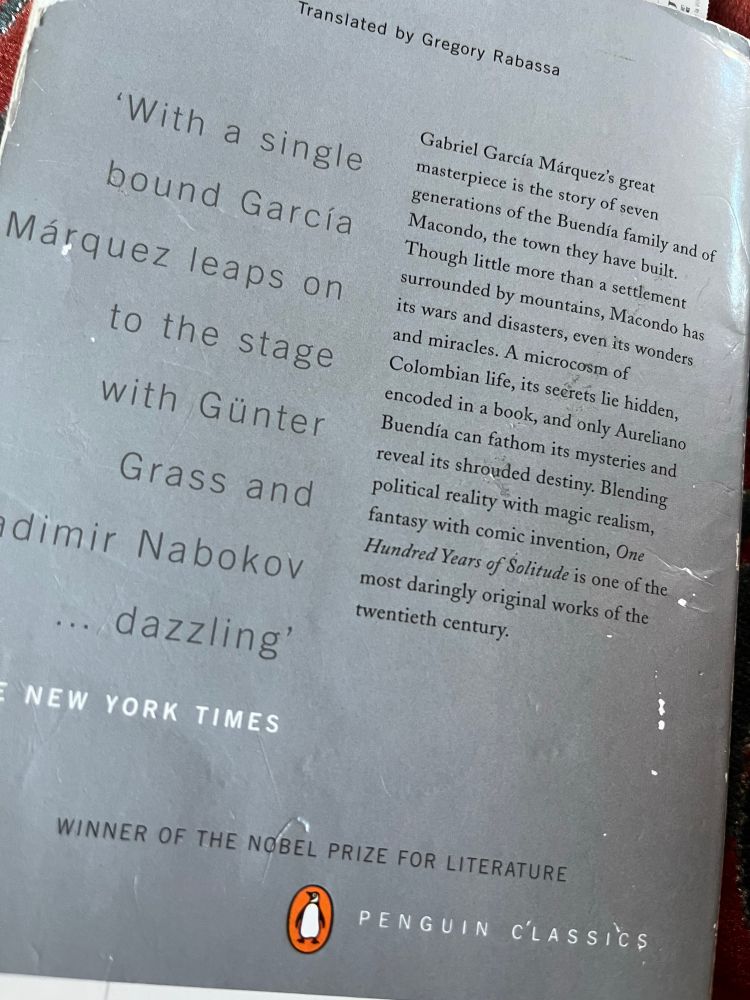 Translated by Gregory Rabassa
‘With a single
bound García
Márquez leaps on
to the stage
with Günter
Grass and
adimir Nabokov
... dazzling’
E NEW YORK TIMES
Gabriel García Márquez’s great
masterpiece is the story of seven
generations of the Buendía family and of
Macondo, the town they have built.
Though little more than a settlement
surrounded by mountains, Macondo has
its wars and disasters, even its wonders
and miracles. A microcosm of
Colombian life, its secrets lie hidden,
encoded in a book, and only Aureliano
Buendía can fathom its mysteries and
reveal its shrouded destiny. Blending
political reality with magic realism,
fantasy with comic invention, One
Hundred Years of Solitude is one of the
most daringly original works of the
twentieth century.
WINNER OF THE NOBEL PRIZE FOR LITERATURE
PENGUIN CLASSICS